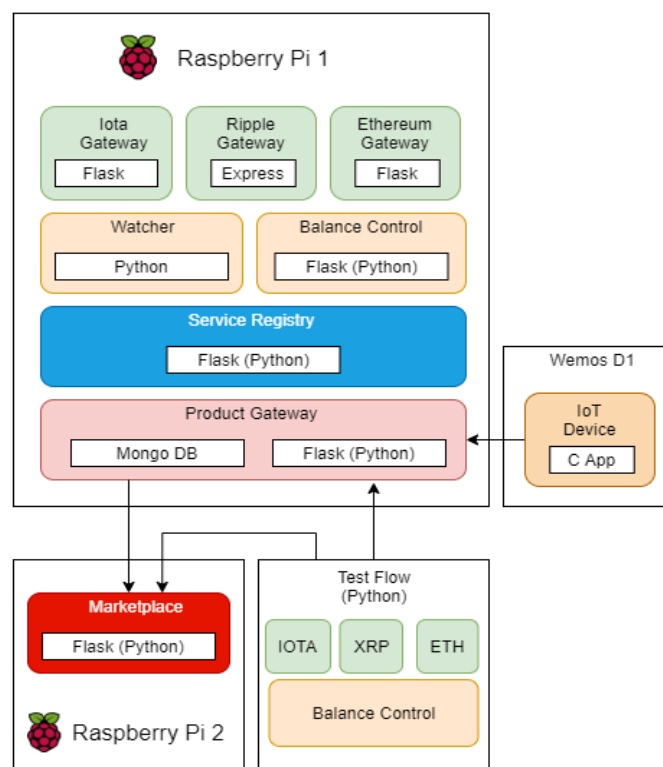 Raspberry Pi 1
Iota
Gateway
Flask
Ripple
Gateway
Express
Ethereum
Gateway
Flask
Watcher
Python
Balance Control
Flask (Python)
Service Registry
Flask (Python)
Product Gateway
Mongo DB
Flask (Python)
Wemos D1
IoT
Device
C App
Marketplace
Flask (Python)
Raspberry Pi 2
Test Flow
(Python)
IOTA
XRP
ETH
Balance Control